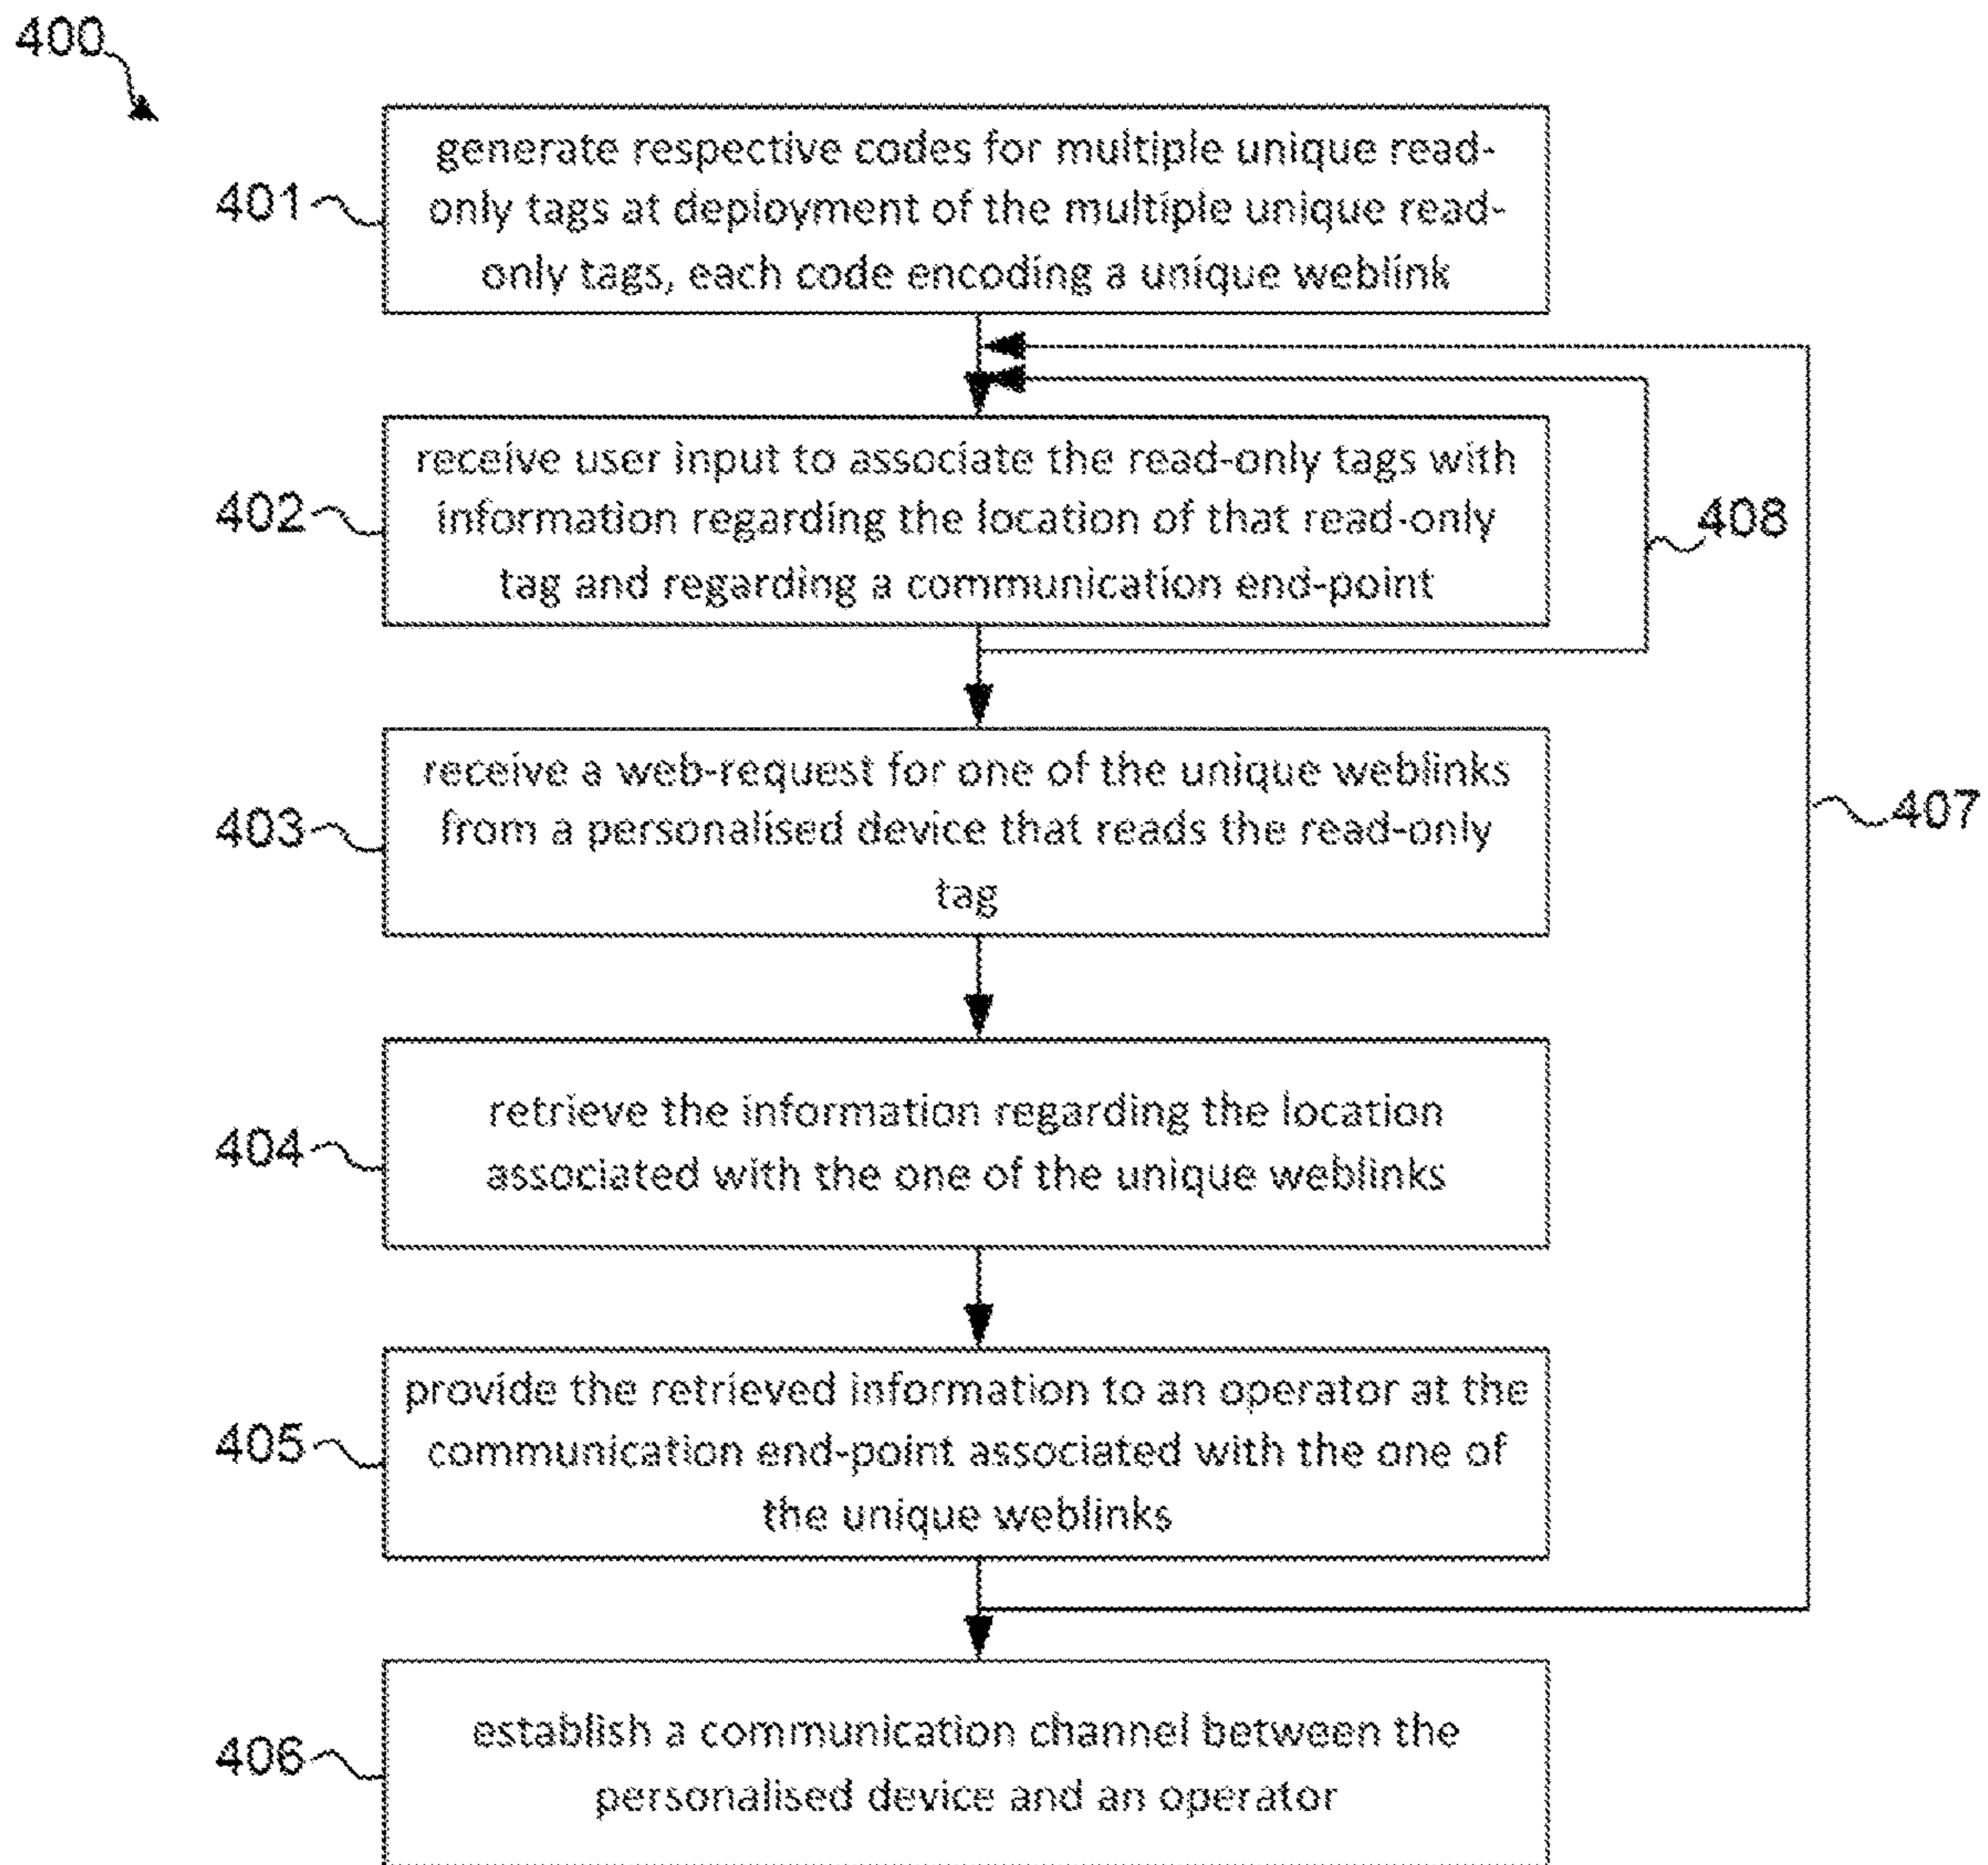 400
401
generate respective codes for multiple unique read-
only tags at deployment of the multiple unique read-
only tags, each code encoding a unique weblink
402
receive user input to associate the read-only tags with
information regarding the location of that read-only
tag and regarding a communication end-point
408
403
receive a web-request for one of the unique weblinks
from a personalised device that reads the read-only
tag
407
404
retrieve the information regarding the location
associated with the one of the unique weblinks
405
provide the retrieved information to an operator at the
communication end-point associated with the one of
the unique weblinks
406
establish a communication channel between the
personalised device and an operator